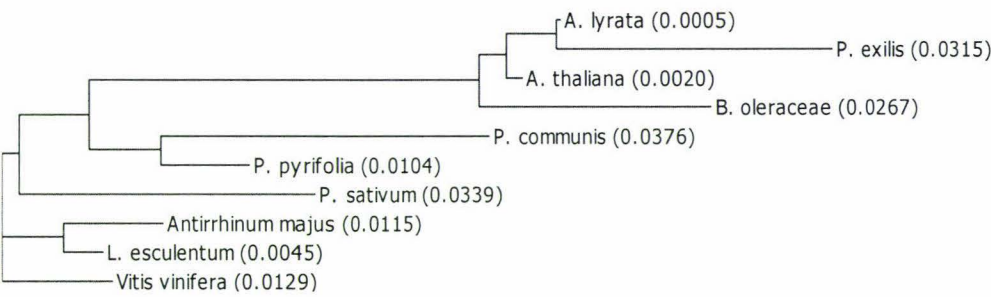 A. lyrata (0.0005)
P. exilis (0.0315)
A. thaliana (0.0020)
B. oleraceae (0.0267)
P. communis (0.0376)
P. pyrifolia (0.0104)
P. sativum (0.0339)
Antirrhinum majus (0.0115)
L. esculentum (0.0045)
Vitis vinifera (0.0129)